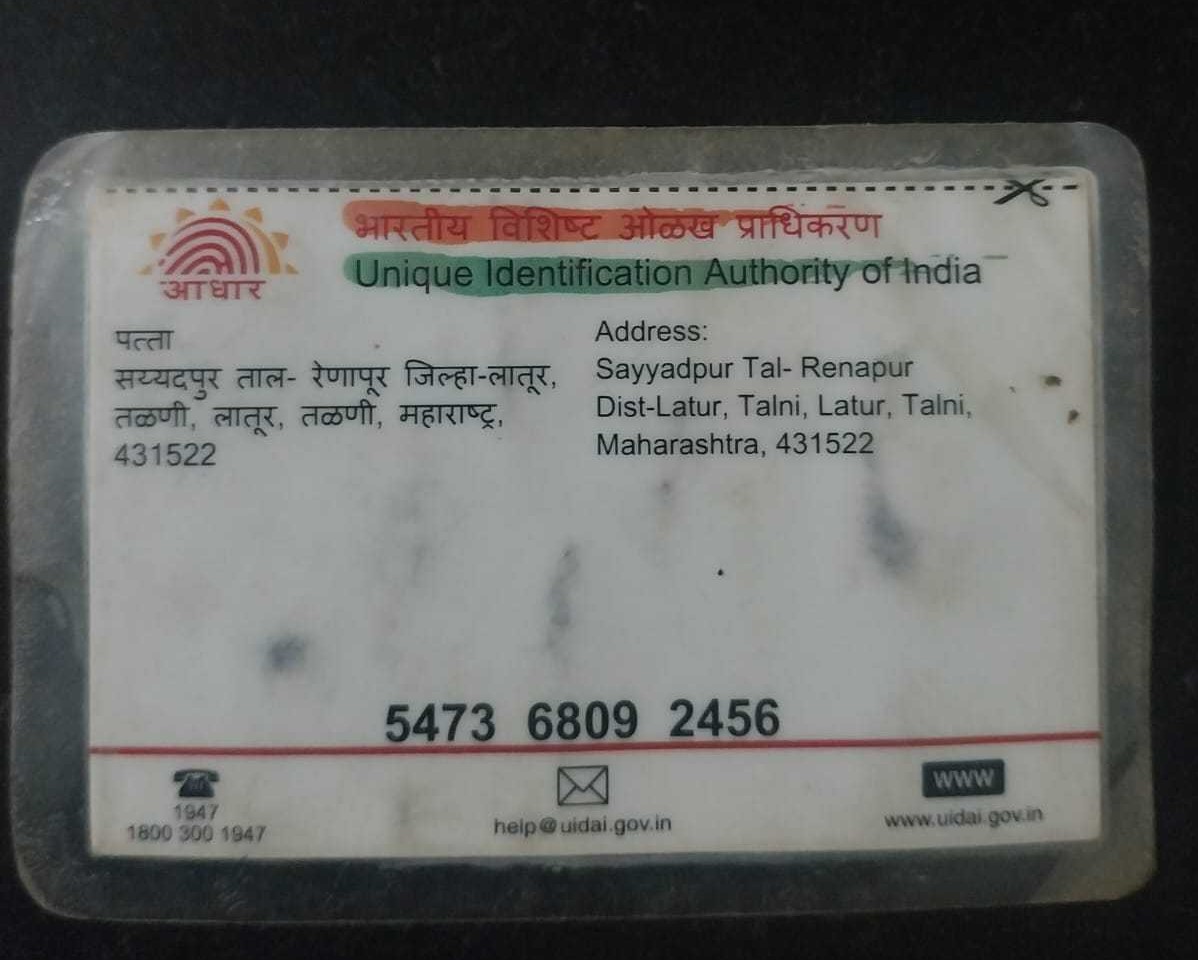 आधार
भारतीय विशिष्ट ओळख प्राधिकरण
Unique Identification Authority of India
पत्ता
सय्यदपुर ताल- रेणापूर जिल्हा-लातूर,
तळणी, लातूर, तळणी, महाराष्ट्र,
431522
Address:
Sayyadpur Tal- Renapur
Dist-Latur, Talni, Latur, Talni,
Maharashtra, 431522
5473 6809 2456
1947
1800 300 1947
help@uidai.gov.in
WWW
www.uidai.gov.in